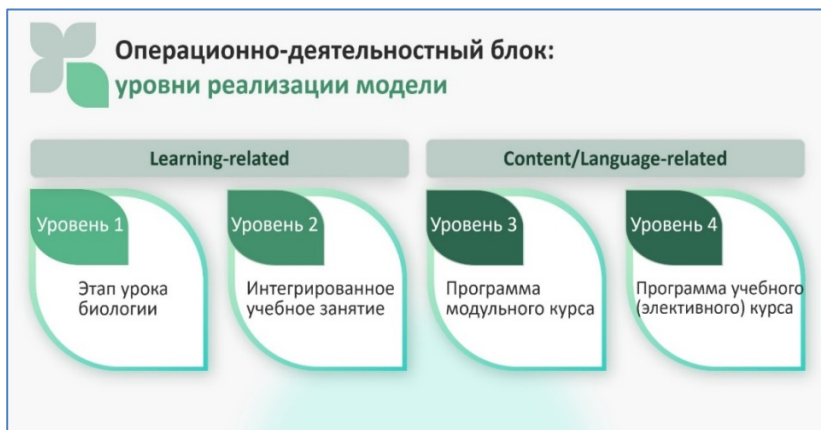 Операционно-деятельностный блок:
уровни реализации модели
Learning-related
Content/Language-related
Уровень 1
Этап урока
биологии
Уровень 2
Интегрированное
учебное занятие
Уровень 3
Программа
модульного курса
Уровень 4
Программа учебного
(элективного) курса